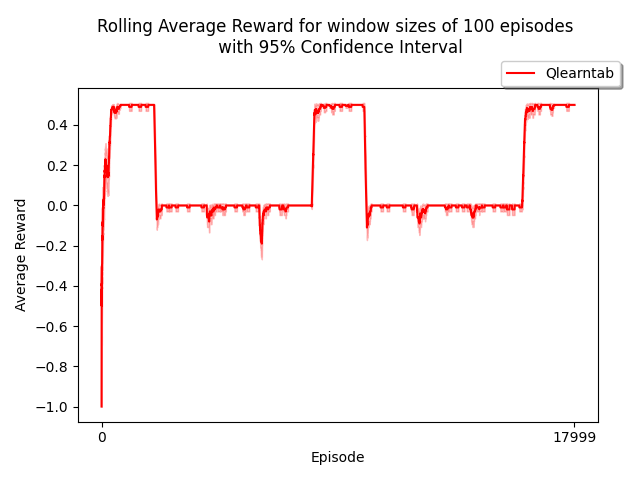 Rolling Average Reward for window sizes of 100 episodes
with 95% Confidence Interval
Qlearntab
Average Reward
0.4
0.2
0.0
−0.2
−0.4
−0.6
−0.8
−1.0
0
17999
Episode